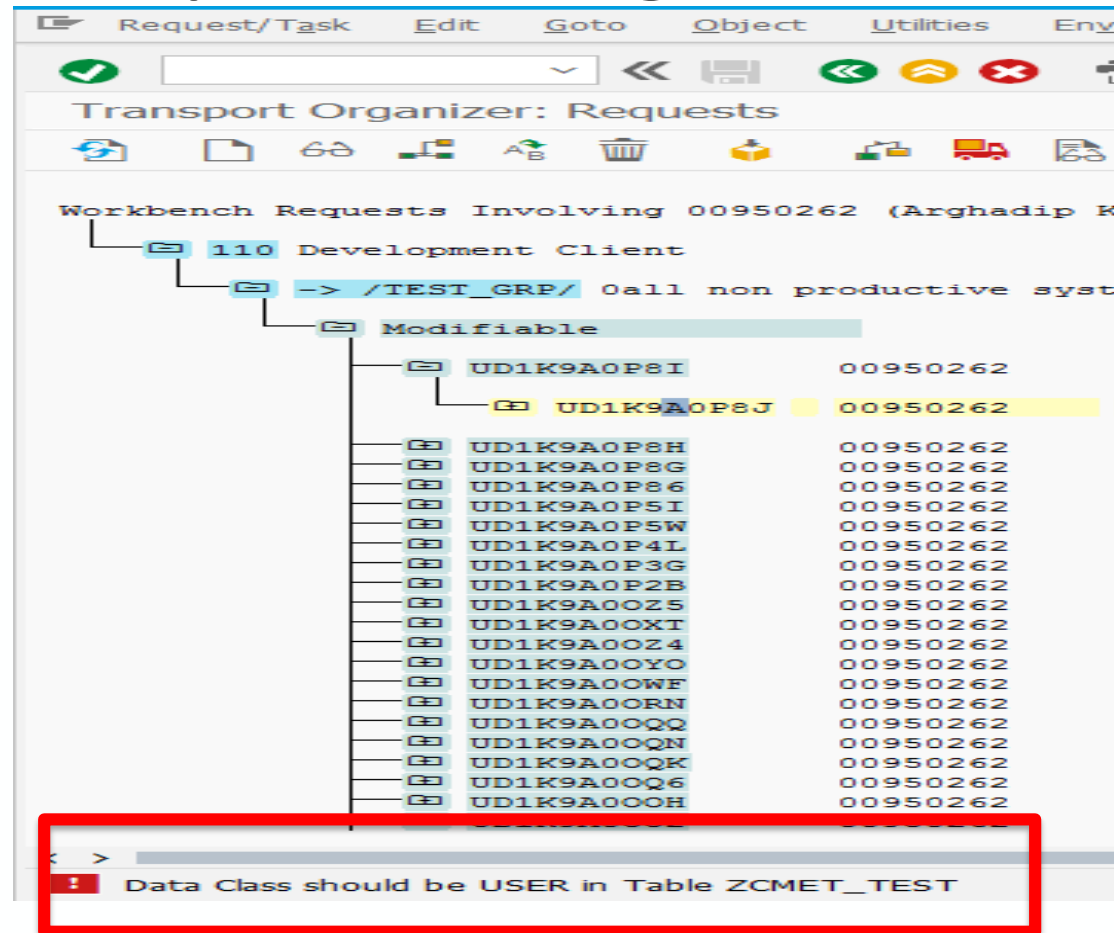 Request/Task Edit Goto Object Utilities
Transport Organizer: Requests
Workbench Requests Involving 00950262 (Arghadip
110 Development Client
-> /TEST_GRP/ 0all non productive
Modifiable
UD1K9A0P8I 00950262
UD1K9A0P8J 00950262
UD1K9A0P8H 00950262
UD1K9A0P8G 00950262
UD1K9A0P86 00950262
UD1K9A0P5I 00950262
UD1K9A0P5W 00950262
UD1K9A0P4L 00950262
UD1K9A0P3G 00950262
UD1K9A0P2B 00950262
UD1K9A0OZ5 00950262
UD1K9A0OXT 00950262
UD1K9A0OZ4 00950262
UD1K9A0OYO 00950262
UD1K9A0OWF 00950262
UD1K9A0ORN 00950262
UD1K9A0OQQ 00950262
UD1K9A0OQN 00950262
UD1K9A0OQK 00950262
UD1K9A0OQ6 00950262
UD1K9A0OOH 00950262
Data Class should be USER in Table ZCMET_TEST